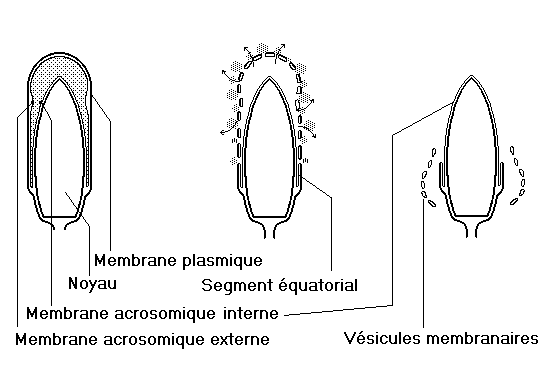 Membrane plasmique
Noyau
Segment équatorial
Membrane acrosomique interne
Membrane acrosomique externe
Vésicules membranaires